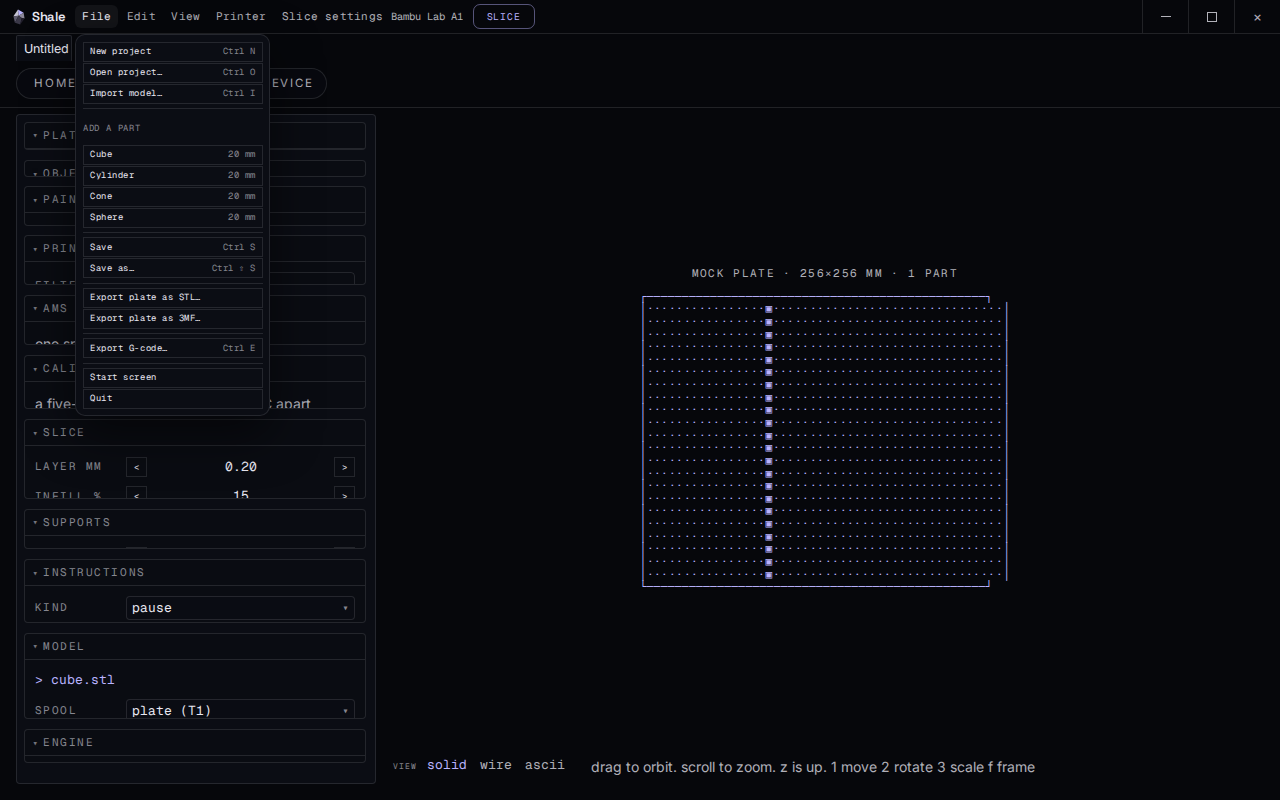 Shale File Edit View Printer Slice settings Bambu Lab A1 SLICE
Untitled
HOME EVICE
New project Ctrl N
Open project… Ctrl O
Import model… Ctrl I
ADD A PART
Cube 20 mm
Cylinder 20 mm
Cone 20 mm
Sphere 20 mm
Save Ctrl S
Save as… Ctrl ⇧ S
Export plate as STL…
Export plate as 3MF…
Export G-code… Ctrl E
Start screen
Quit
PLAT
OBJE
PAIN
PRIN
AMS
CALI
a five- C apart
SLICE
LAYER MM < 0.20 >
INFILL % < 15 >
SUPPORTS
INSTRUCTIONS
KIND pause
MODEL
> cube.stl
SPOOL plate (T1)
ENGINE
MOCK PLATE · 256×256 MM · 1 PART
VIEW solid wire ascii drag to orbit. scroll to zoom. z is up. 1 move 2 rotate 3 scale f frame